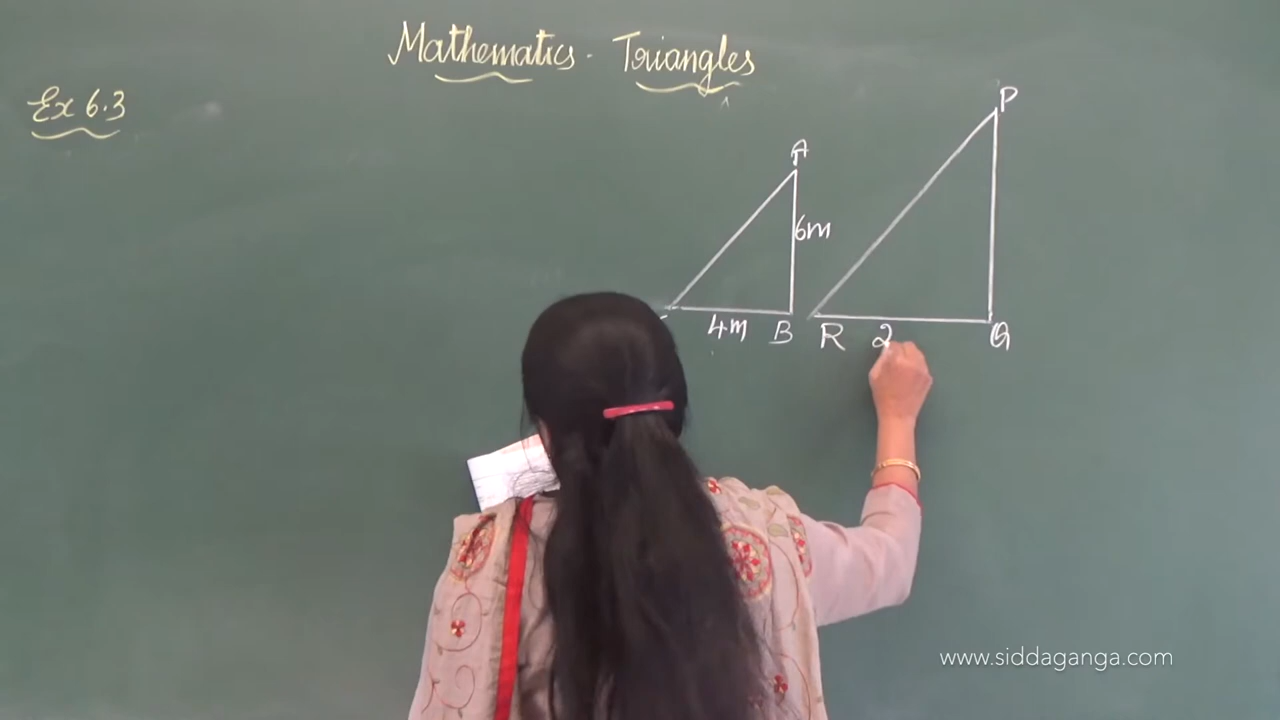 Mathematics - Triangles
Ex 6.3
P
A
6m
4m B R 2 Q
www.siddaganga.com